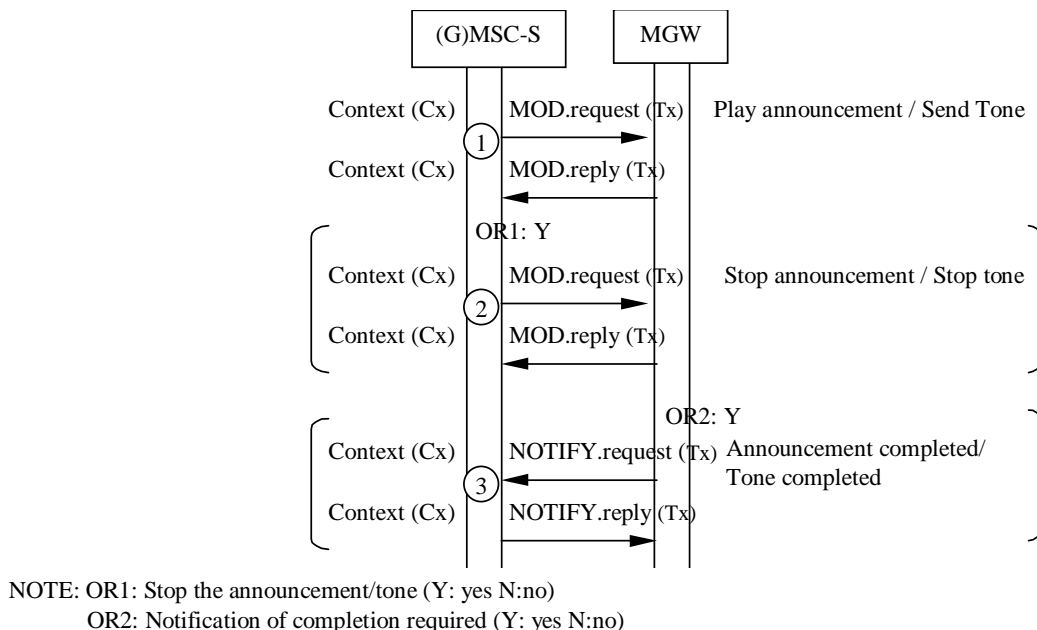 (G)MSC-S MGW
Context (Cx) MOD.request (Tx) Play announcement / Send Tone
1
Context (Cx) MOD.reply (Tx)
OR1: Y
Context (Cx) MOD.request (Tx) Stop announcement / Stop tone
2
Context (Cx) MOD.reply (Tx)
OR2: Y
Context (Cx) NOTIFY.request (Tx) Announcement completed/
Tone completed
3
Context (Cx) NOTIFY.reply (Tx)
NOTE: OR1: Stop the announcement/tone (Y: yes N:no)
OR2: Notification of completion required (Y: yes N:no)